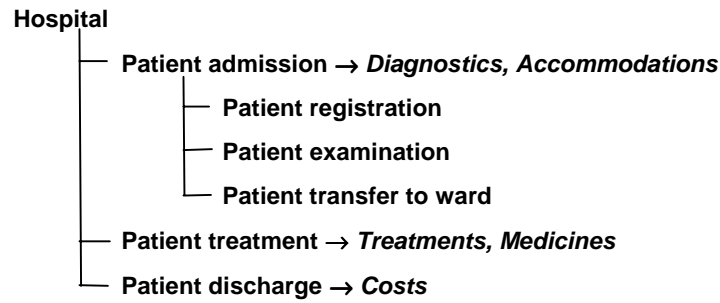 Hospital
Patient admission → Diagnostics, Accommodations
Patient registration
Patient examination
Patient transfer to ward
Patient treatment → Treatments, Medicines
Patient discharge → Costs